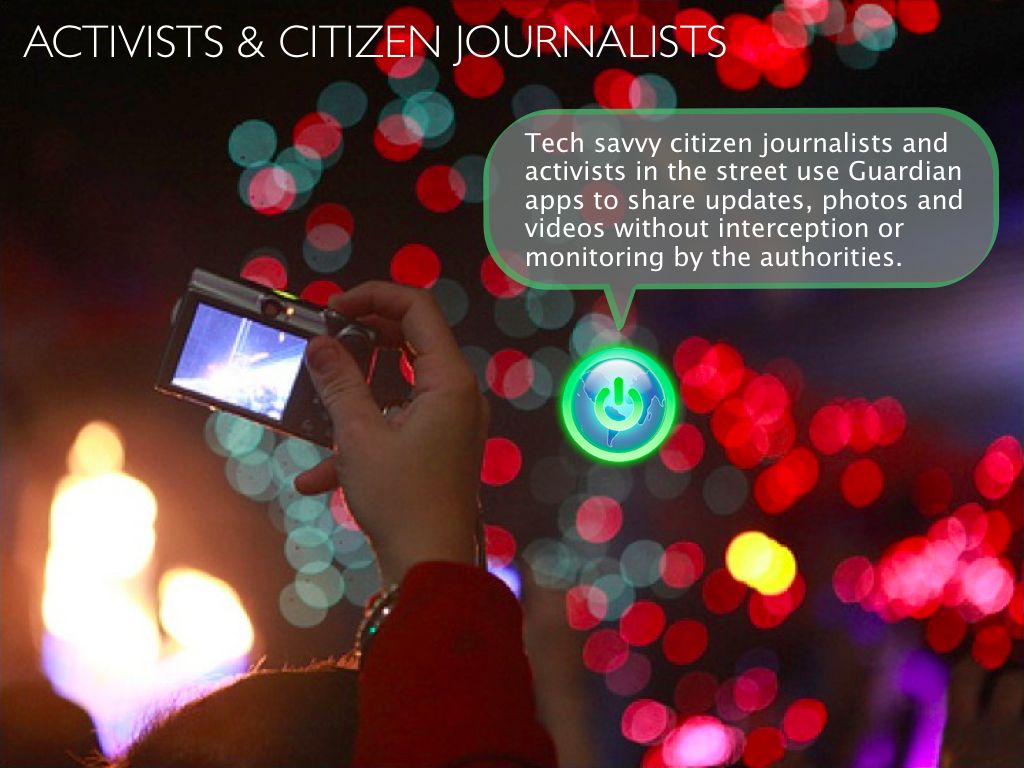 ACTIVISTS & CITIZEN JOURNALISTS
Tech savvy citizen journalists and
activists in the street use Guardian
apps to share updates, photos and
videos without interception or
monitoring by the authorities.